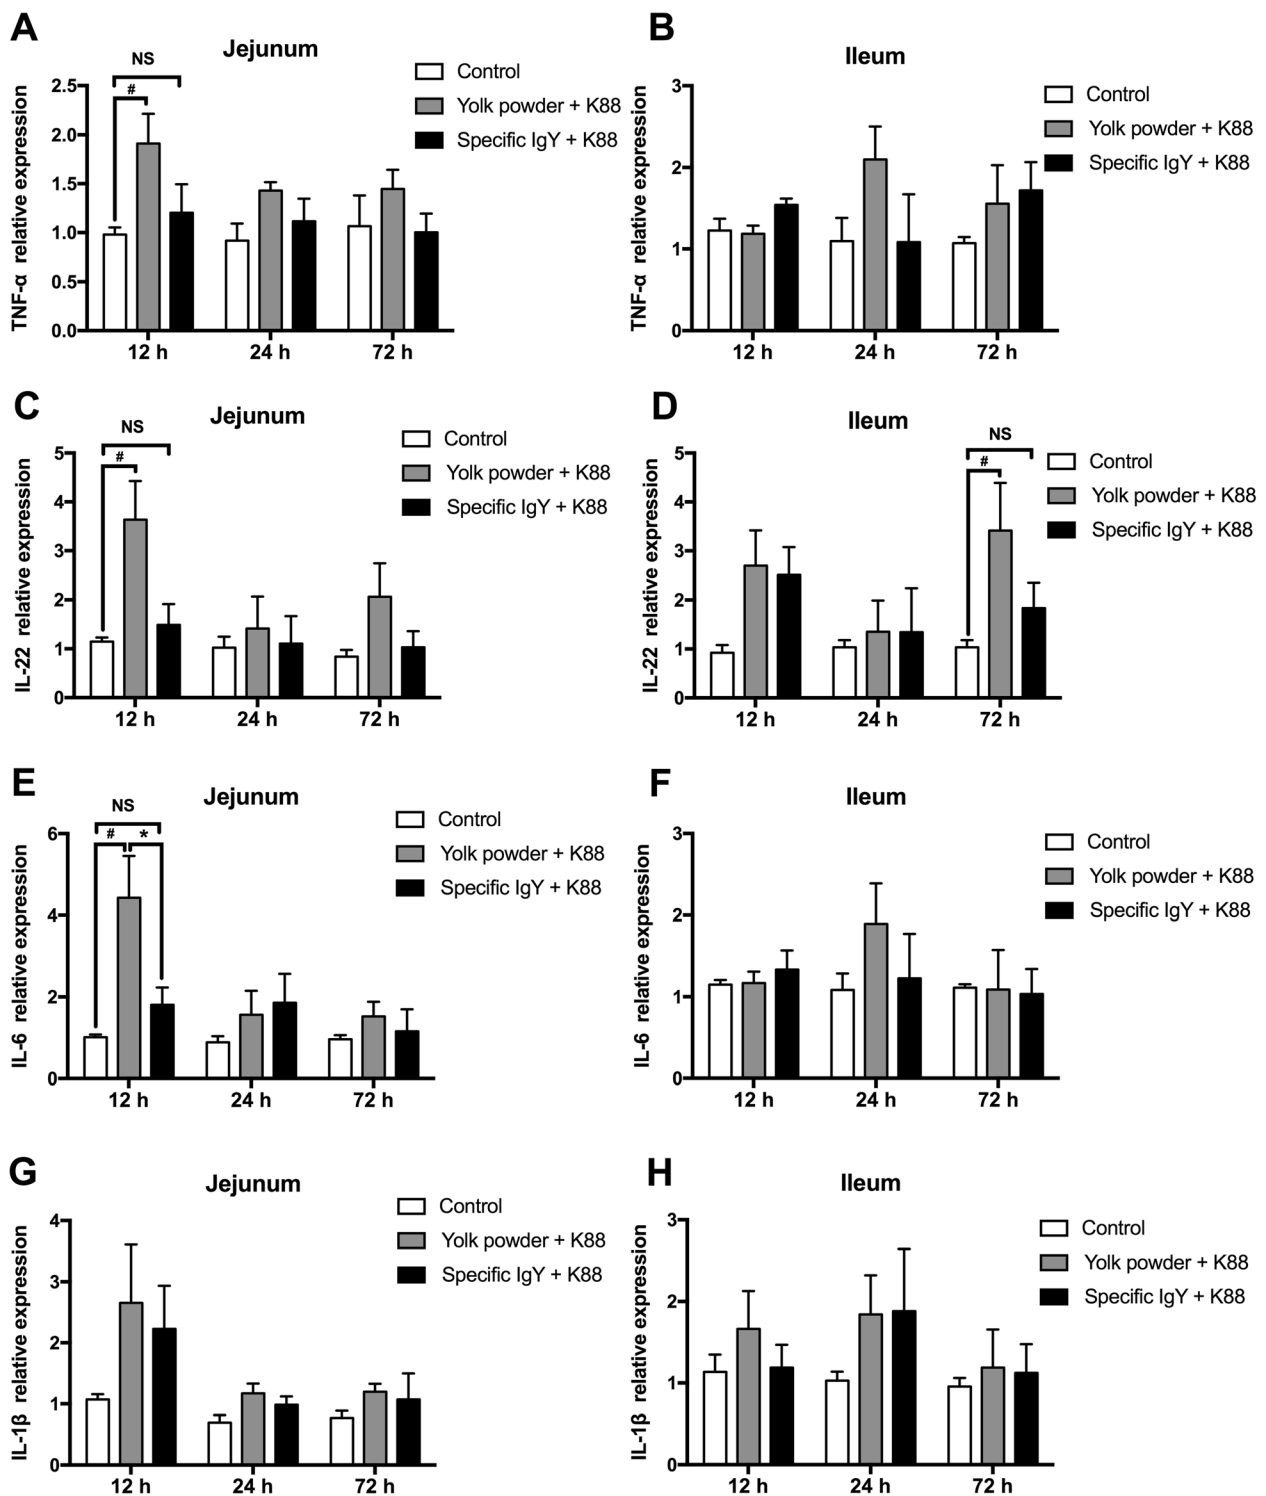 A
Jejunum
TNF-α relative expression
2.5
2.0
1.5
1.0
0.5
0.0
NS
#
12 h
24 h
72 h
Control
Yolk powder + K88
Specific IgY + K88
B
Ileum
TNF-α relative expression
3
2
1
0
12 h
24 h
72 h
Control
Yolk powder + K88
Specific IgY + K88
C
Jejunum
IL-22 relative expression
5
4
3
2
1
0
NS
#
12 h
24 h
72 h
Control
Yolk powder + K88
Specific IgY + K88
D
Ileum
IL-22 relative expression
5
4
3
2
1
0
NS
#
12 h
24 h
72 h
Control
Yolk powder + K88
Specific IgY + K88
E
Jejunum
IL-6 relative expression
6
4
2
0
NS
# *
12 h
24 h
72 h
Control
Yolk powder + K88
Specific IgY + K88
F
Ileum
IL-6 relative expression
3
2
1
0
12 h
24 h
72 h
Control
Yolk powder + K88
Specific IgY + K88
G
Jejunum
IL-1β relative expression
4
3
2
1
0
12 h
24 h
72 h
Control
Yolk powder + K88
Specific IgY + K88
H
Ileum
IL-1β relative expression
3
2
1
0
12 h
24 h
72 h
Control
Yolk powder + K88
Specific IgY + K88